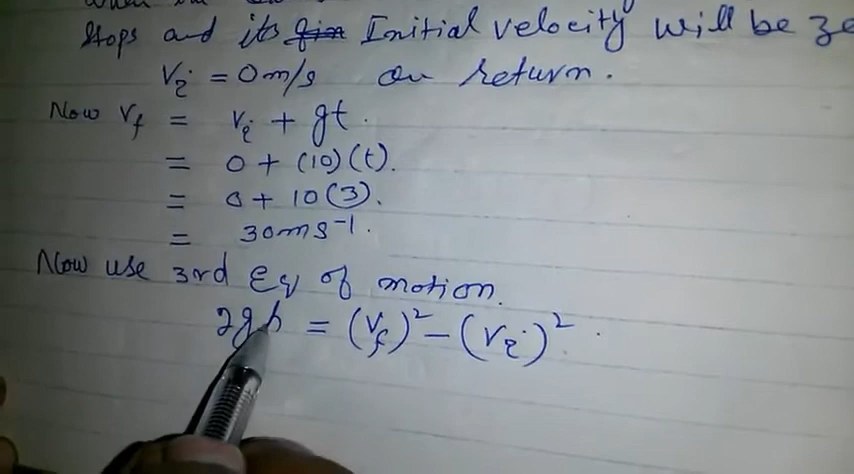 stops and its Initial velocity will be ze
Vi = 0m/s on return.
Now Vf = Vi + gt.
= 0 + (10)(t).
= 0 + 10(3).
= 30ms-1.
Now use 3rd Eq of motion.
2gh = (Vf)² - (Vi)².